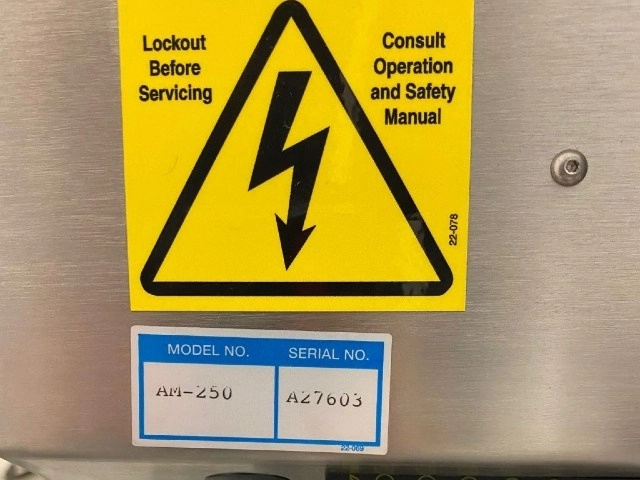 Lockout
Before
Servicing
Consult
Operation
and Safety
Manual
22-078
MODEL NO.
SERIAL NO.
AM-250
A27603
22-069